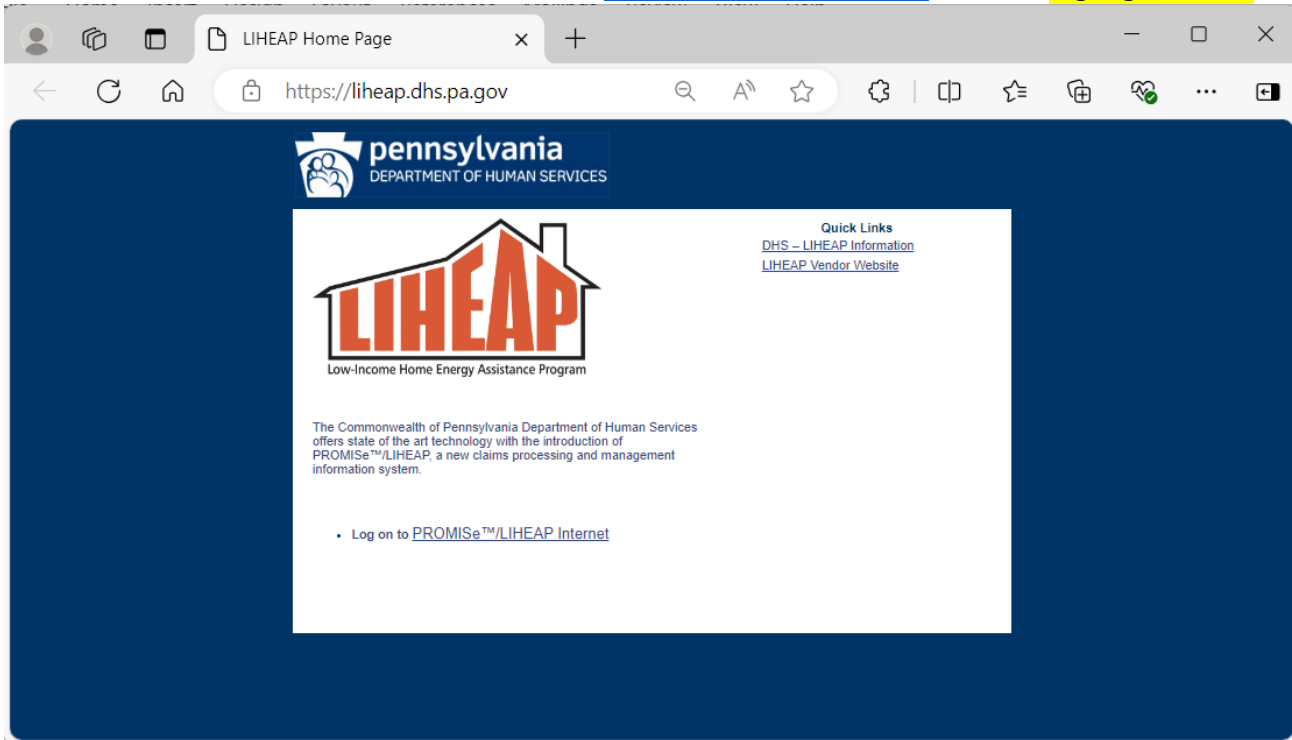 LIHEAP Home Page
https://liheap.dhs.pa.gov
pennsylvania
DEPARTMENT OF HUMAN SERVICES
LIHEAP
Low-Income Home Energy Assistance Program
Quick Links
DHS – LIHEAP Information
LIHEAP Vendor Website
The Commonwealth of Pennsylvania Department of Human Services
offers state of the art technology with the introduction of
PROMISe™/LIHEAP, a new claims processing and management
information system.
• Log on to PROMISe™/LIHEAP Internet